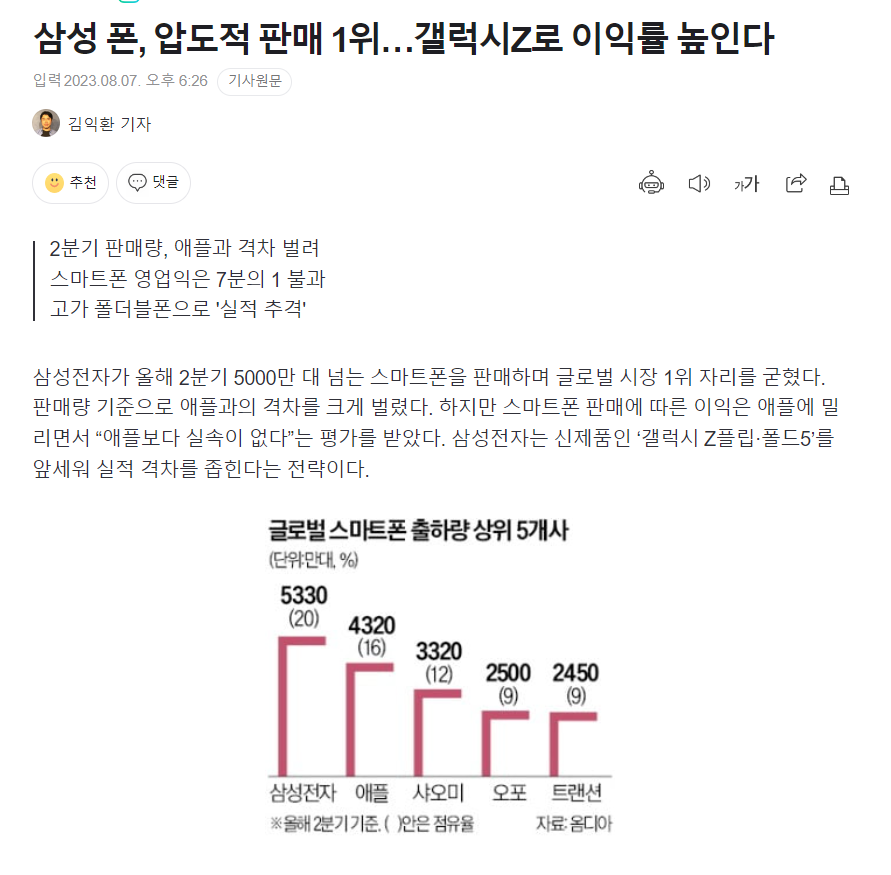 삼성 폰, 압도적 판매 1위…갤럭시Z로 이익률 높인다
입력 2023.08.07. 오후 6:26 기사원문
김익환 기자
추천 댓글 가가
2분기 판매량, 애플과 격차 벌려
스마트폰 영업익은 7분의 1 불과
고가 폴더블폰으로 '실적 추격'
삼성전자가 올해 2분기 5000만 대 넘는 스마트폰을 판매하며 글로벌 시장 1위 자리를 굳혔다.
판매량 기준으로 애플과의 격차를 크게 벌렸다. 하지만 스마트폰 판매에 따른 이익은 애플에 밀
리면서 “애플보다 실속이 없다”는 평가를 받았다. 삼성전자는 신제품인 ‘갤럭시 Z플립·폴드5’를
앞세워 실적 격차를 좁힌다는 전략이다.
글로벌 스마트폰 출하량 상위 5개사
(단위:만대, %)
5330
(20)
4320
(16)
3320
(12)
2500
(9)
2450
(9)
삼성전자 애플 샤오미 오포 트랜션
※올해 2분기 기준. ( )안은 점유율 자료: 옴디아